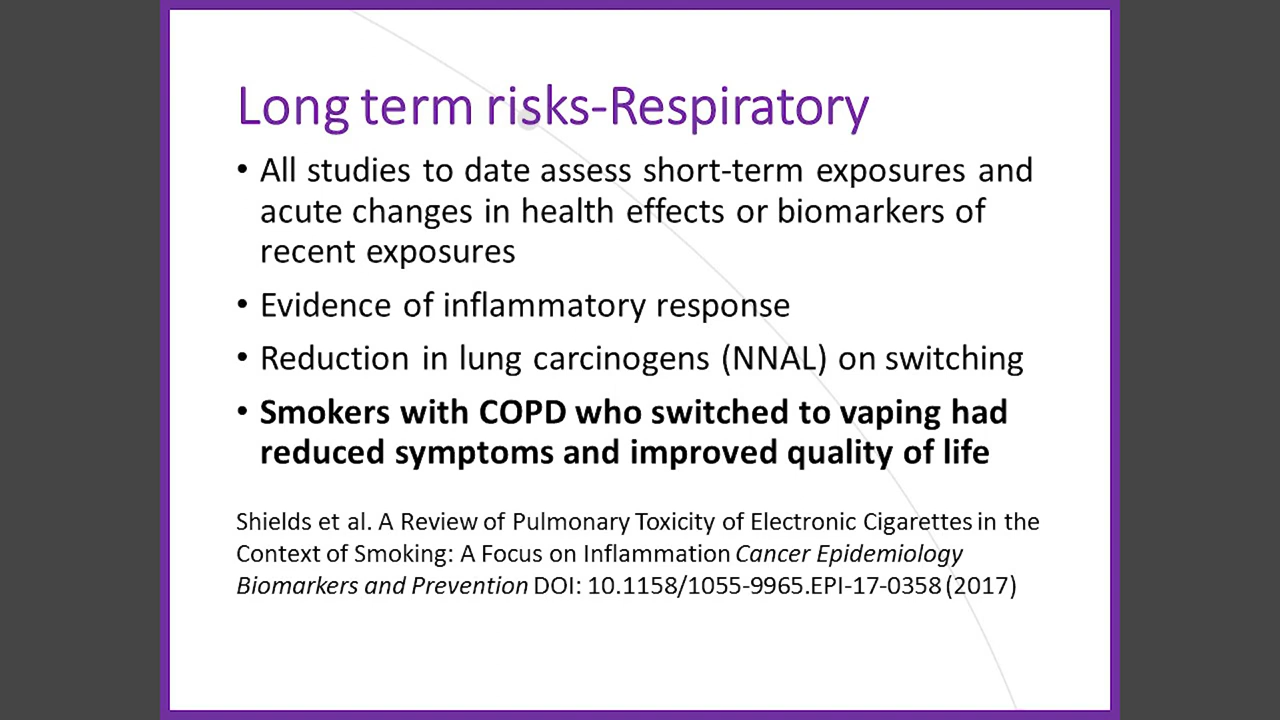 Long term risks-Respiratory
• All studies to date assess short-term exposures and
acute changes in health effects or biomarkers of
recent exposures
• Evidence of inflammatory response
• Reduction in lung carcinogens (NNAL) on switching
• Smokers with COPD who switched to vaping had
reduced symptoms and improved quality of life
Shields et al. A Review of Pulmonary Toxicity of Electronic Cigarettes in the
Context of Smoking: A Focus on Inflammation Cancer Epidemiology
Biomarkers and Prevention DOI: 10.1158/1055-9965.EPI-17-0358 (2017)